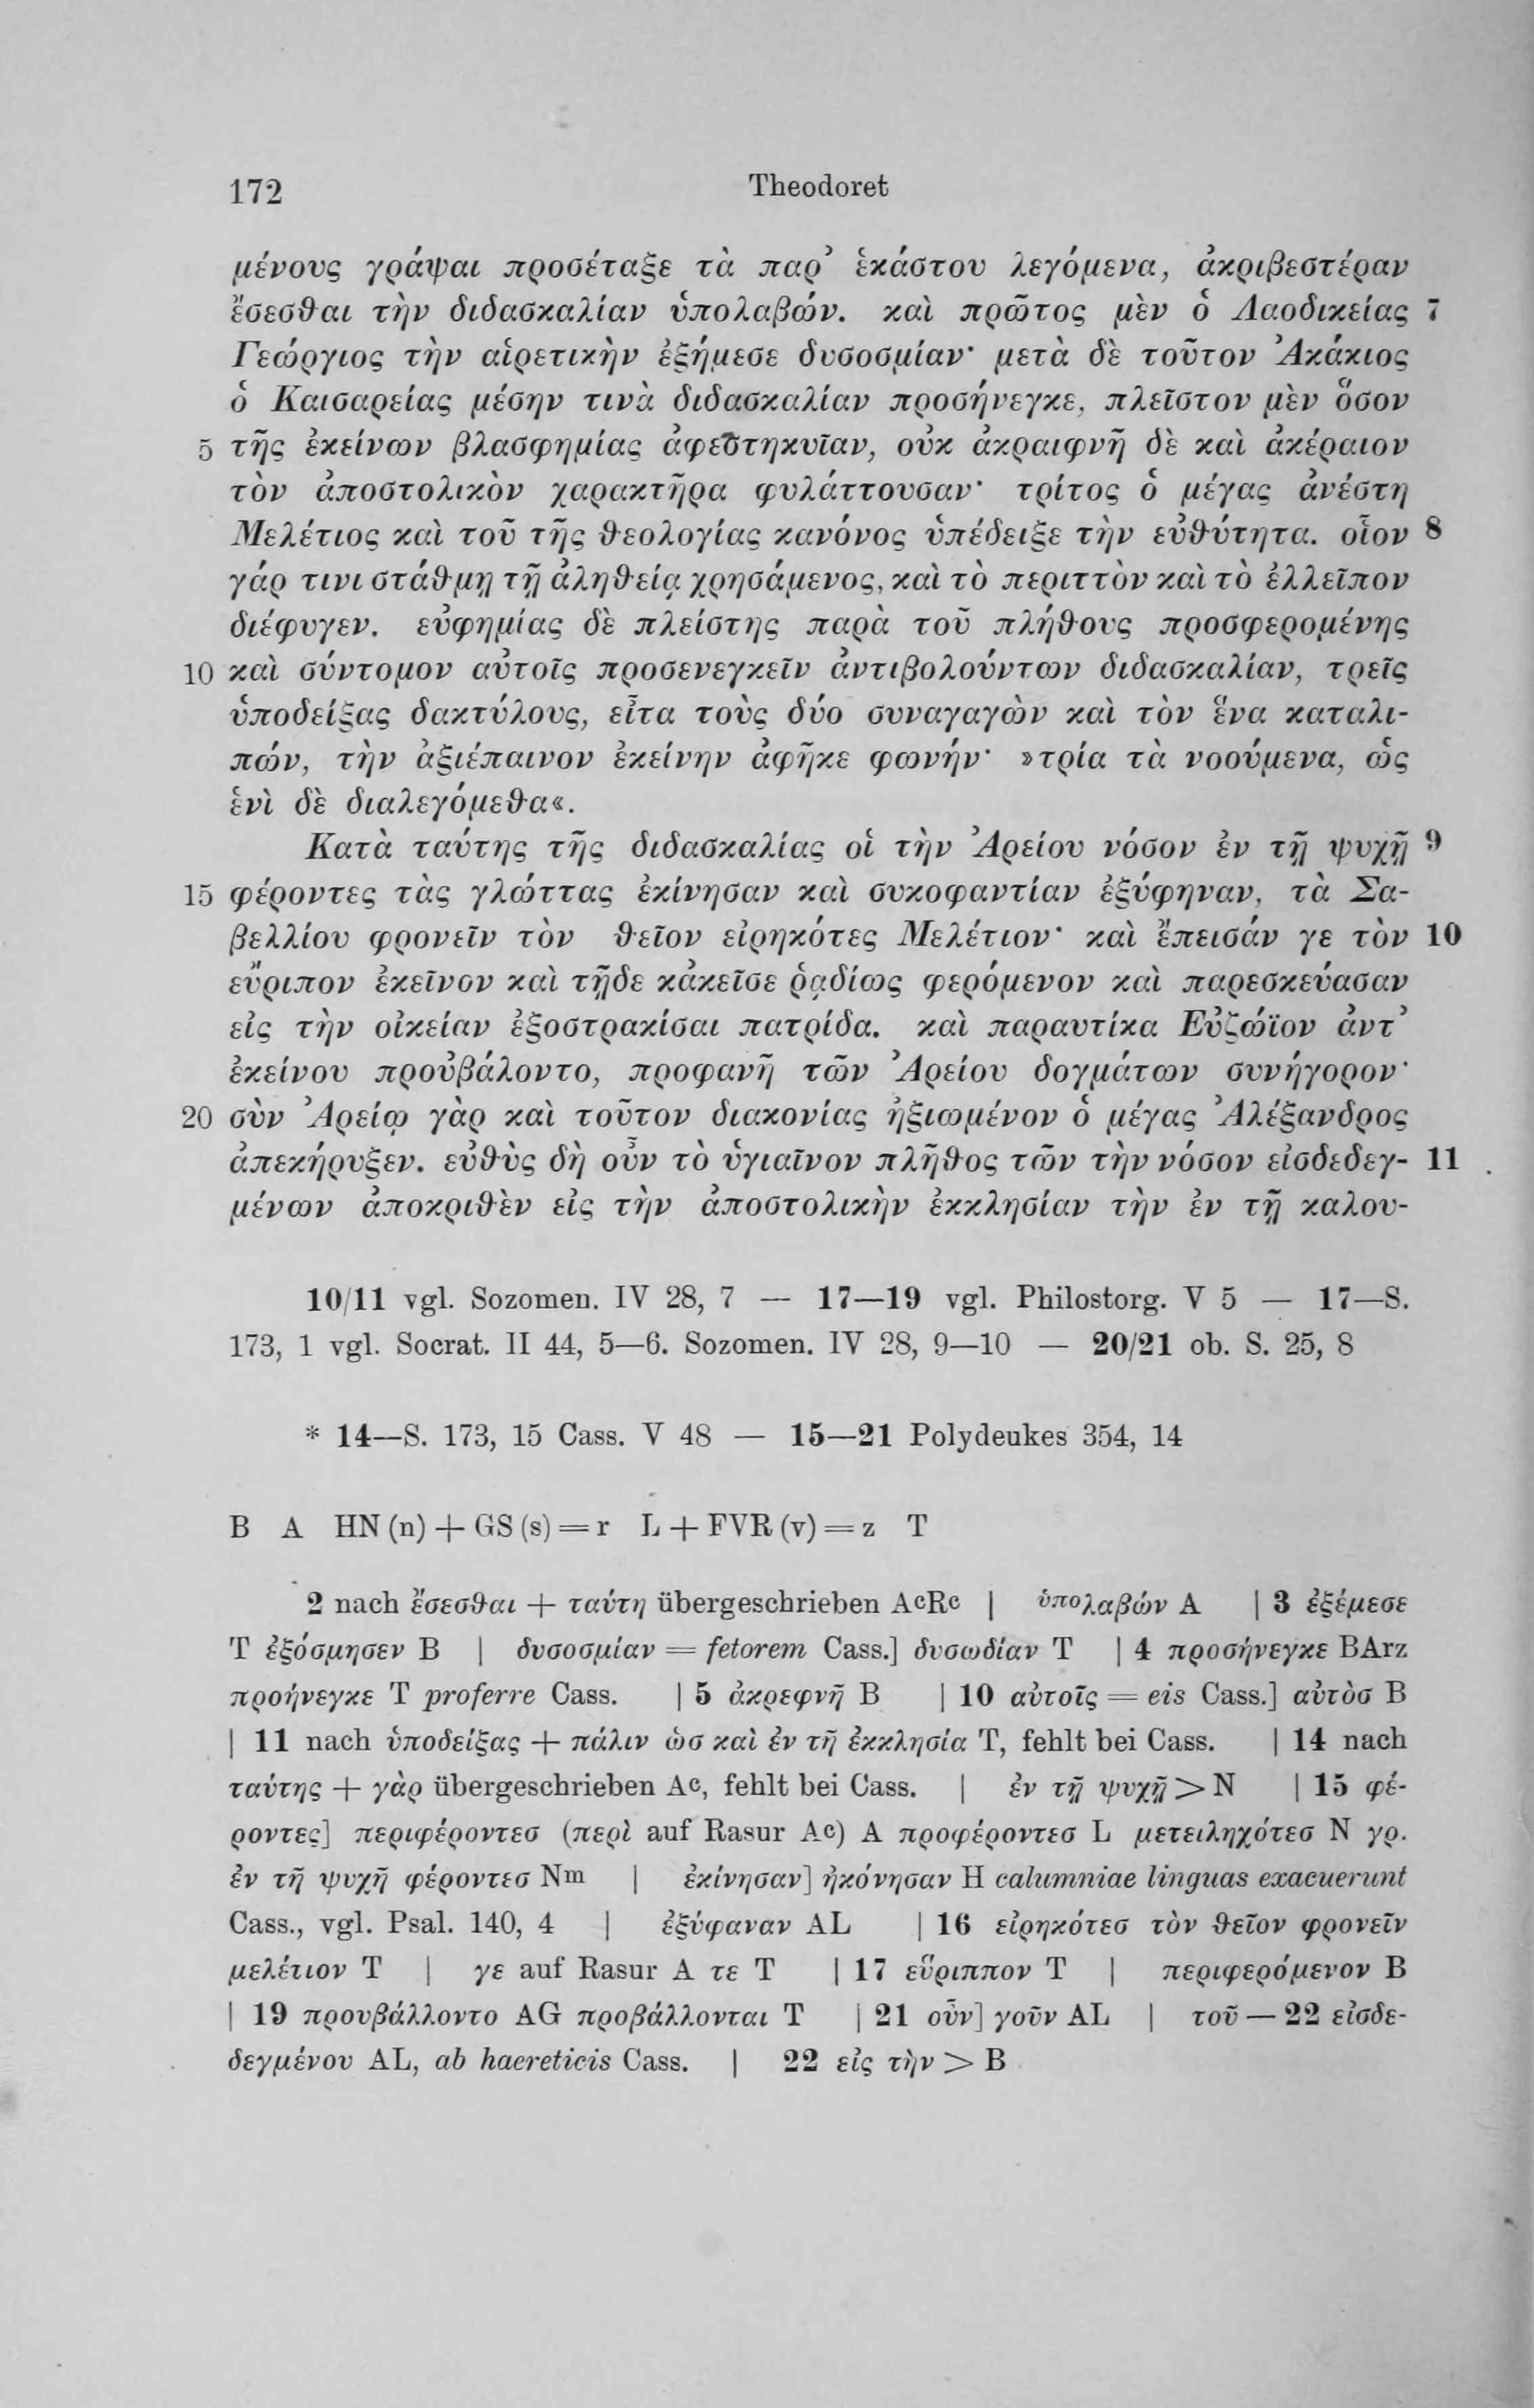 172 Theodoret
μένους γράψαι προσέταξε τὰ παρ’ ἑκάστου λεγόμενα, ἀκριβεστέραν
ἔσεσθαι τὴν διδασκαλίαν ὑπολαβών. καὶ πρῶτος μὲν ὁ Λαοδικείας 7
Γεώργιος τὴν αἱρετικὴν ἐξήμεσε δυσοσμίαν· μετὰ δὲ τοῦτον Ἀκάκιος
ὁ Καισαρείας μέσην τινὰ διδασκαλίαν προσήνεγκε, πλεῖστον μὲν ὅσον
5 τῆς ἐκείνων βλασφημίας ἀφεστηκυῖαν, οὐκ ἀκραιφνῆ δὲ καὶ ἀκέραιον
τὸν ἀποστολικὸν χαρακτῆρα φυλάττουσαν· τρίτος ὁ μέγας ἀνέστη
Μελέτιος καὶ τοῦ τῆς θεολογίας κανόνος ὑπέδειξε τὴν εὐθύτητα. οἷον 8
γάρ τινι στάθμῃ τῇ ἀληθείᾳ χρησάμενος, καὶ τὸ περιττὸν καὶ τὸ ἐλλεῖπον
διέφυγεν. εὐφημίας δὲ πλείστης παρὰ τοῦ πλήθους προσφερομένης
10 καὶ σύντομον αὐτοῖς προσενεγκεῖν ἀντιβολούντων διδασκαλίαν, τρεῖς
ὑποδείξας δακτύλους, εἶτα τοὺς δύο συναγαγὼν καὶ τὸν ἕνα καταλι-
πών, τὴν ἀξιέπαινον ἐκείνην ἀφῆκε φωνήν· »τρία τὰ νοούμενα, ὡς
ἑνὶ δὲ διαλεγόμεθα«.
Κατὰ ταύτης τῆς διδασκαλίας οἱ τὴν Ἀρείου νόσον ἐν τῇ ψυχῇ 9
15 φέροντες τὰς γλώττας ἐκίνησαν καὶ συκοφαντίαν ἐξύφηναν, τὰ Σα-
βελλίου φρονεῖν τὸν θεῖον εἰρηκότες Μελέτιον· καὶ ἔπεισάν γε τὸν 10
εὔριπον ἐκεῖνον καὶ τῇδε κἀκεῖσε ῥᾳδίως φερόμενον καὶ παρεσκεύασαν
εἰς τὴν οἰκείαν ἐξοστρακίσαι πατρίδα. καὶ παραυτίκα Εὐζώϊον ἀντ’
ἐκείνου προὐβάλοντο, προφανῆ τῶν Ἀρείου δογμάτων συνήγορον·
20 σὺν Ἀρείῳ γὰρ καὶ τοῦτον διακονίας ἠξιωμένον ὁ μέγας Ἀλέξανδρος
ἀπεκήρυξεν. εὐθὺς δὴ οὖν τὸ ὑγιαῖνον πλῆθος τῶν τὴν νόσον εἰσδεδεγ- 11
μένων ἀποκριθὲν εἰς τὴν ἀποστολικὴν ἐκκλησίαν τὴν ἐν τῇ καλου-
10/11 vgl. Sozomen. IV 28, 7 — 17—19 vgl. Philostorg. V 5 — 17—S.
173, 1 vgl. Socrat. II 44, 5—6. Sozomen. IV 28, 9—10 — 20/21 ob. S. 25, 8
* 14—S. 173, 15 Cass. V 48 — 15—21 Polydeukes 354, 14
B A HN (n) + GS (s) = r L + FVR (v) = z T
2 nach ἔσεσθαι + ταύτη übergeschrieben AcRc | ὑπολαβών A | 3 ἐξέμεσε
T ἐξόσμησεν B | δυσοσμίαν = fetorem Cass.] δυσωδίαν T | 4 προσήνεγκε BArz
προήνεγκε T proferre Cass. | 5 ἀκρεφνῆ B | 10 αὐτοῖς = eis Cass.] αὐτὸσ B
| 11 nach ὑποδείξας + πάλιν ὡσ καὶ ἐν τῆ ἐκκλησία T, fehlt bei Cass. | 14 nach
ταύτης + γὰρ übergeschrieben Ac, fehlt bei Cass. | ἐν τῇ ψυχῇ > N | 15 φέ-
ροντες] περιφέροντεσ (περὶ auf Rasur Ac) A προφέροντεσ L μετειληχότεσ N γρ.
ἐν τῆ ψυχῆ φέροντεσ Nm | ἐκίνησαν] ἠκόνησαν H calumniae linguas exacuerunt
Cass., vgl. Psal. 140, 4 | ἐξύφαναν AL | 16 εἰρηκότεσ τὸν θεῖον φρονεῖν
μελέτιον T | γε auf Rasur A τε T | 17 εὔριππον T | περιφερόμενον B
| 19 προυβάλλοντο AG προβάλλονται T | 21 οὖν] γοῦν AL | τοῦ — 22 εἰσδε-
δεγμένου AL, ab haereticis Cass. | 22 εἰς τὴν > B